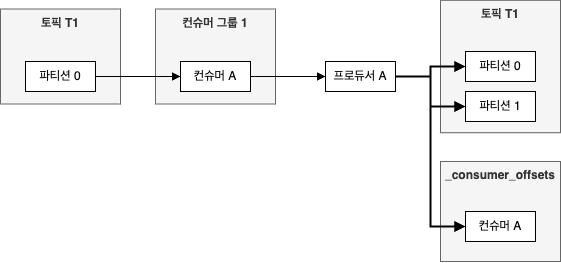 토픽 T1
파티션 0
컨슈머 그룹 1
컨슈머 A
프로듀서 A
토픽 T1
파티션 0
파티션 1
_consumer_offsets
컨슈머 A